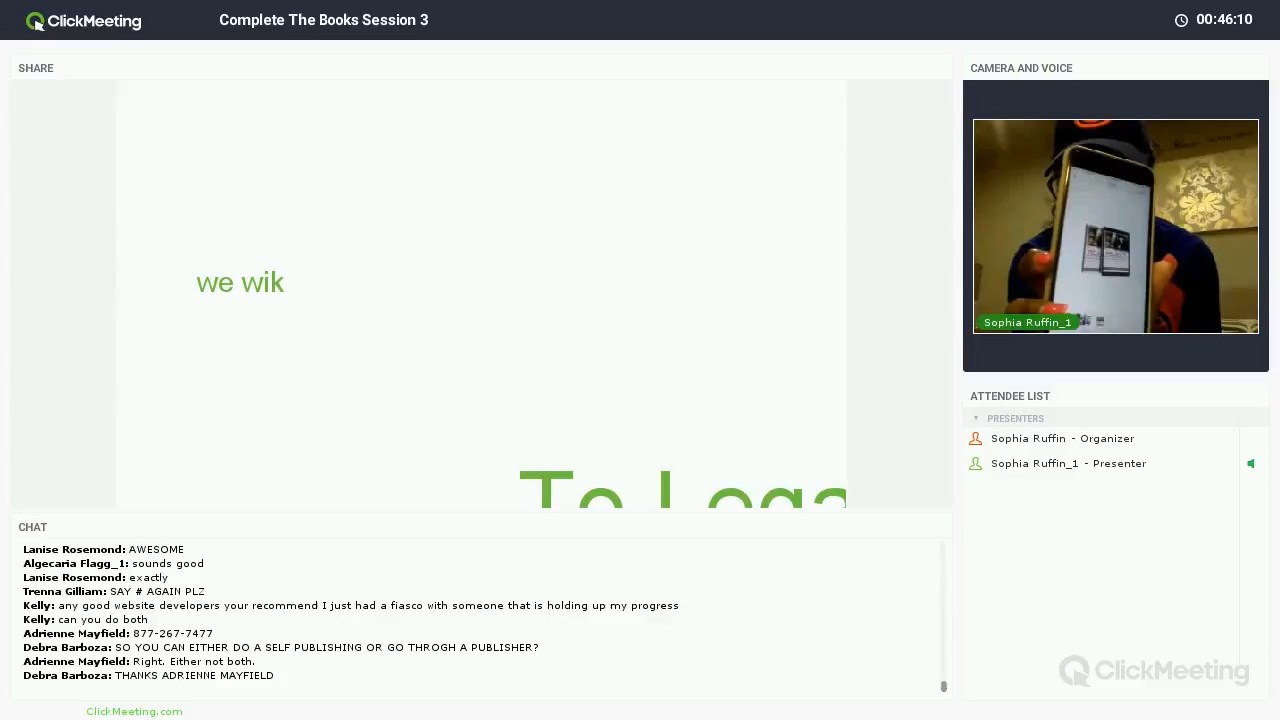 ClickMeeting
Complete The Books Session 3
00:46:10
SHARE
CAMERA AND VOICE
we wik
To Lega
Sophia Ruffin_1
ATTENDEE LIST
PRESENTERS
Sophia Ruffin - Organizer
Sophia Ruffin_1 - Presenter
CHAT
Lanise Rosemond: AWESOME
Algecaria Flagg_1: sounds good
Lanise Rosemond: exactly
Trenna Gilliam: SAY # AGAIN PLZ
Kelly: any good website developers your recommend I just had a fiasco with someone that is holding up my progress
Kelly: can you do both
Adrienne Mayfield: 877-267-7477
Debra Barboza: SO YOU CAN EITHER DO A SELF PUBLISHING OR GO THROGH A PUBLISHER?
Adrienne Mayfield: Right. Either not both.
Debra Barboza: THANKS ADRIENNE MAYFIELD
ClickMeeting
ClickMeeting.com